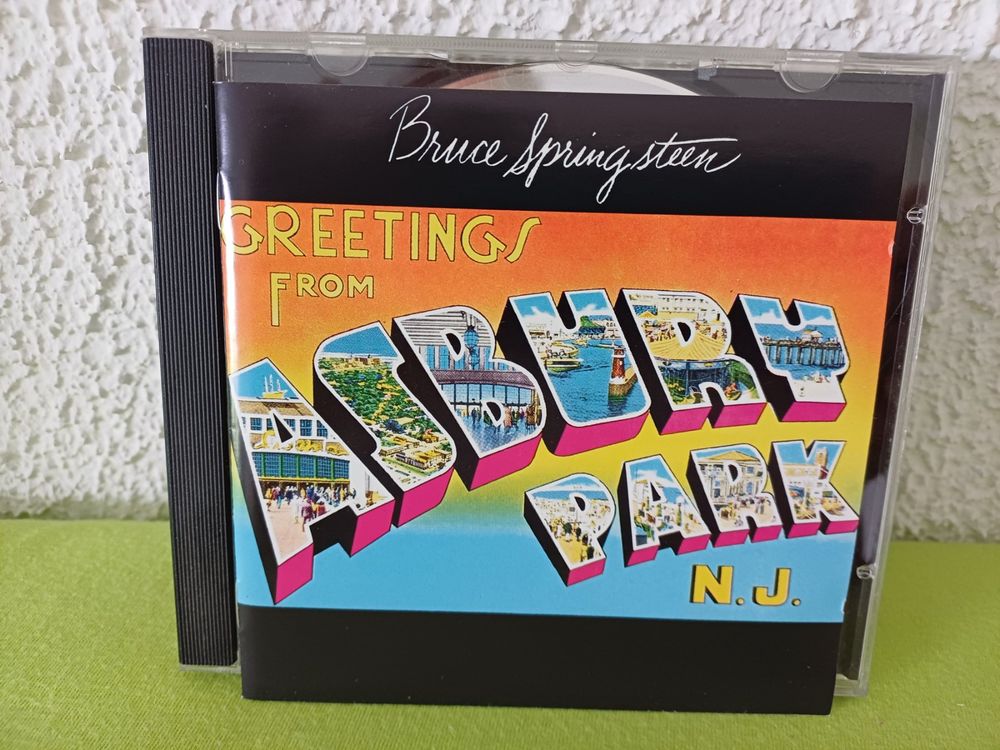 Bruce Springsteen
GREETINGS
FROM
ASBURY
PARK
N.J.